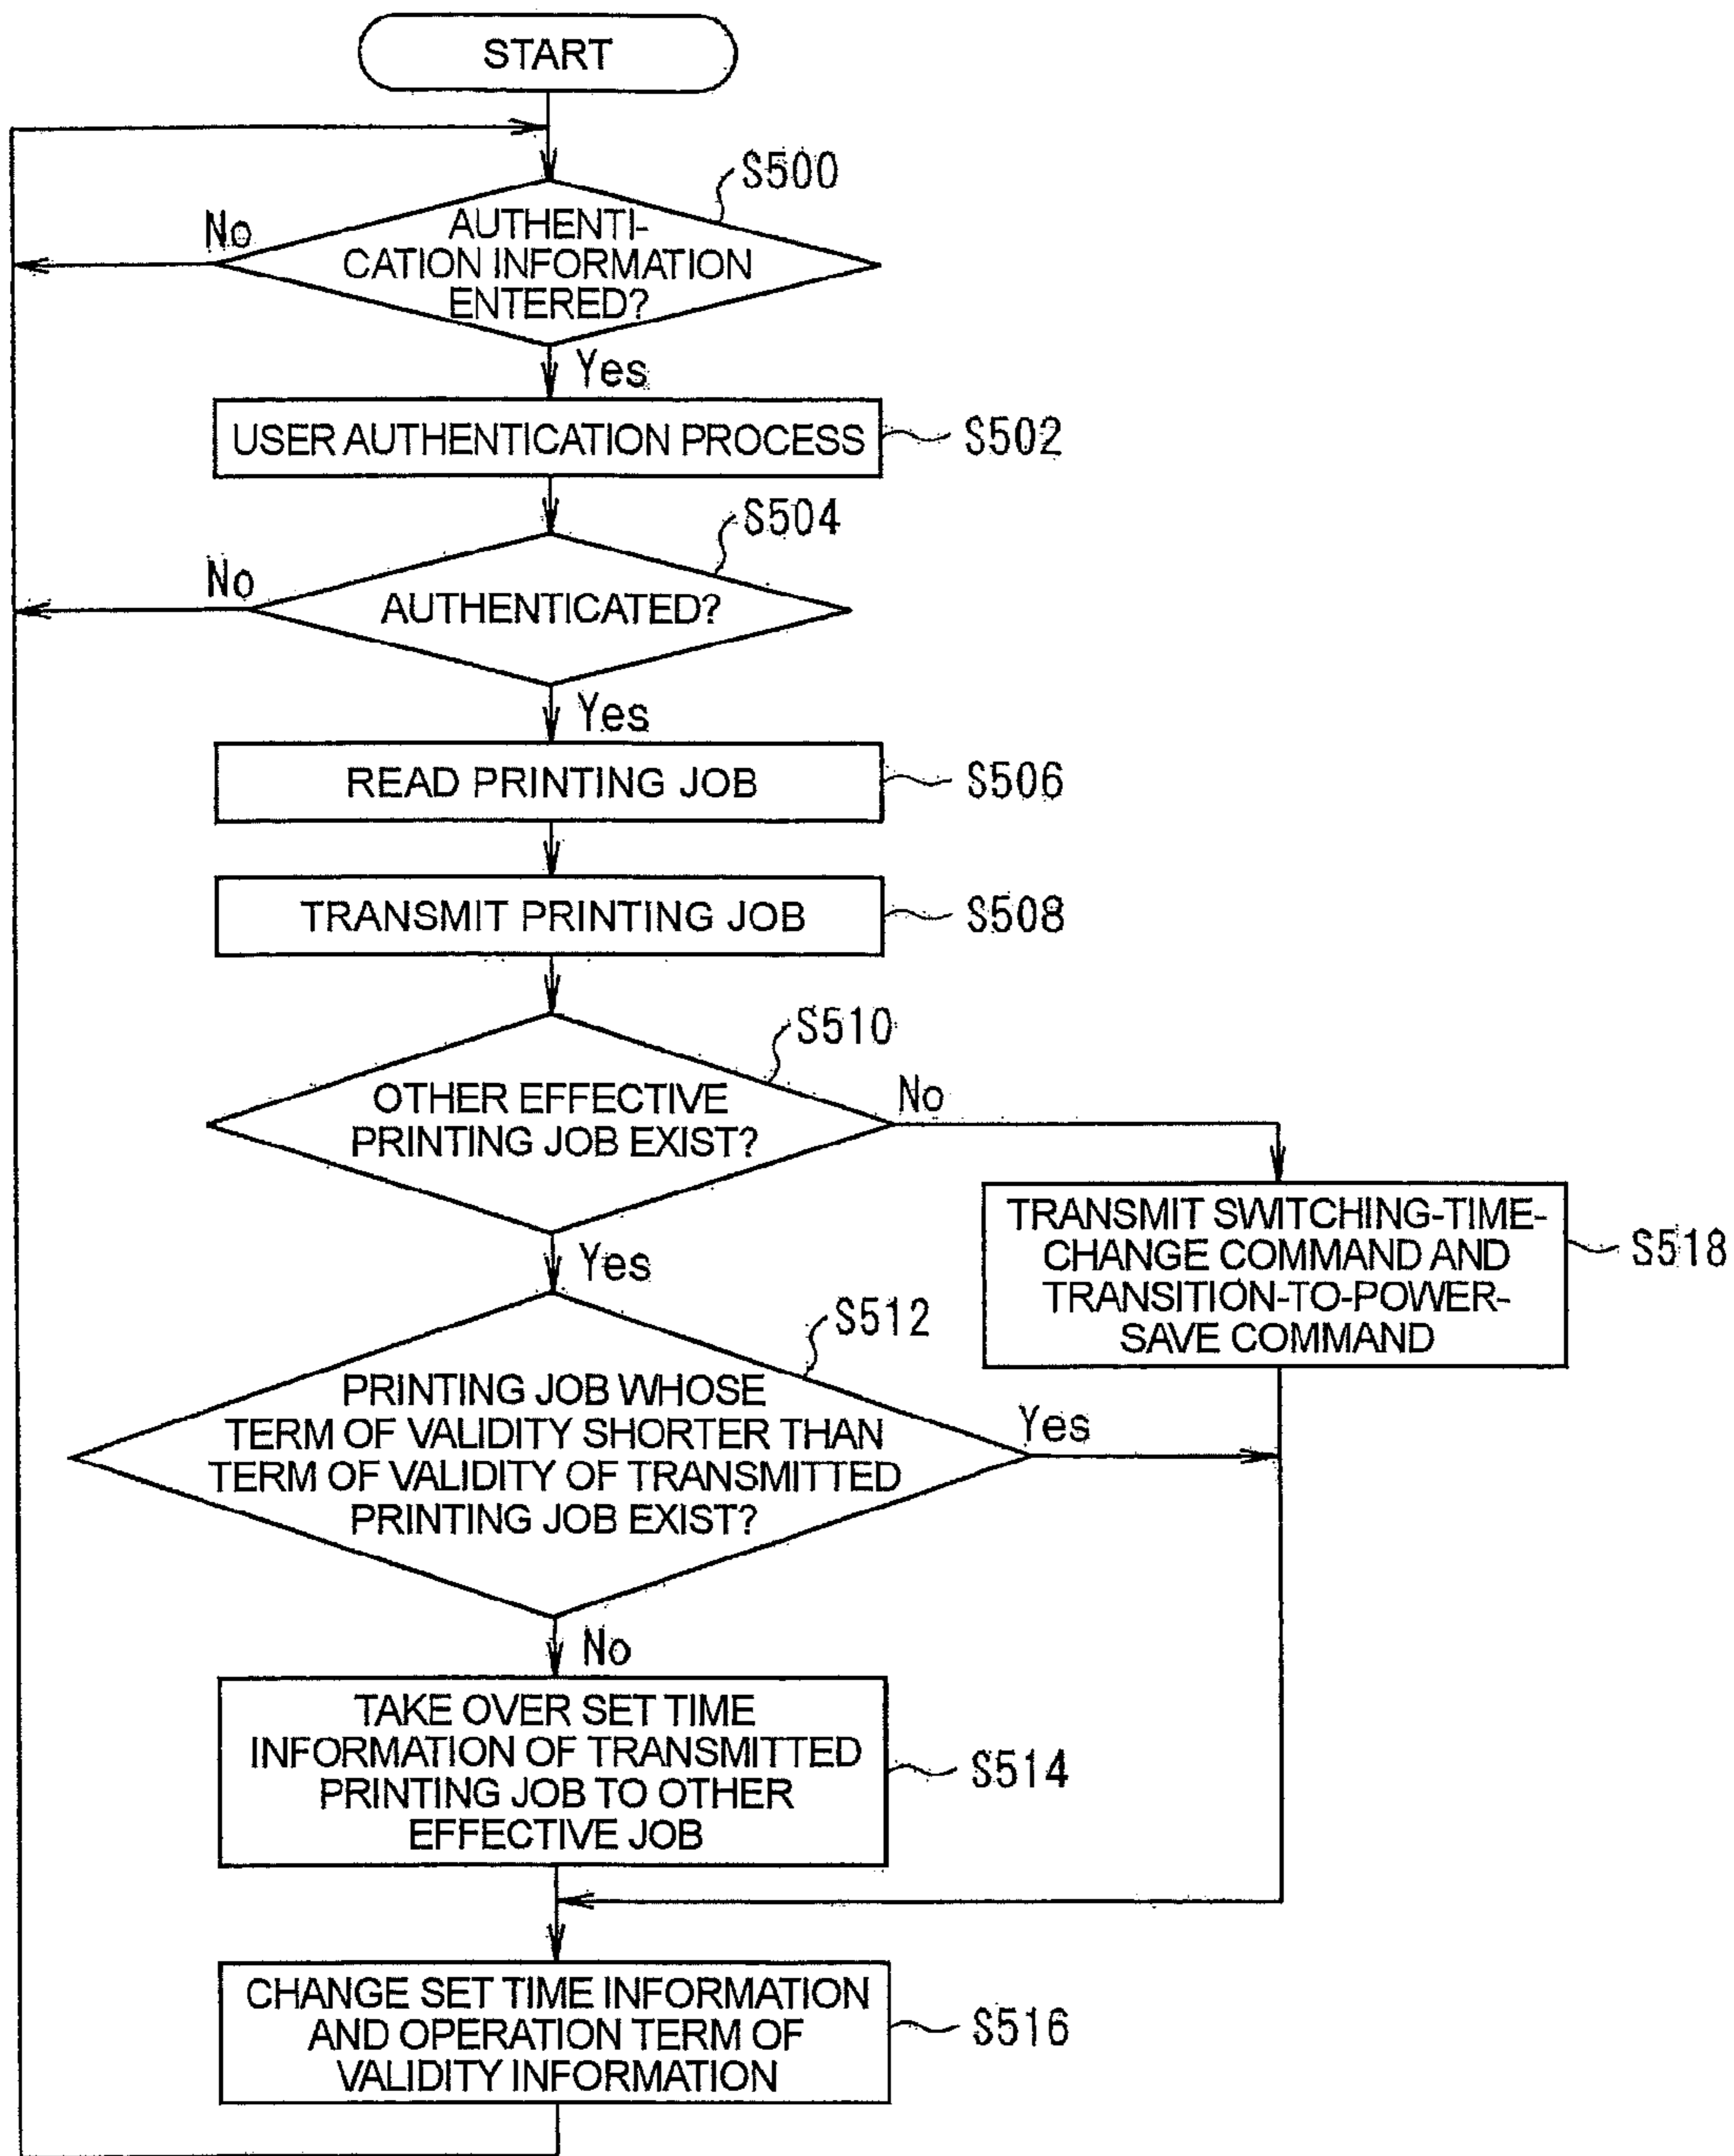 START
S500
No
AUTHENTI-
CATION INFORMATION
ENTERED?
Yes
USER AUTHENTICATION PROCESS
S502
S504
No
AUTHENTICATED?
Yes
READ PRINTING JOB
S506
TRANSMIT PRINTING JOB
S508
S510
OTHER EFFECTIVE
PRINTING JOB EXIST?
No
Yes
TRANSMIT SWITCHING-TIME-
CHANGE COMMAND AND
TRANSITION-TO-POWER-
SAVE COMMAND
S518
S512
PRINTING JOB WHOSE
TERM OF VALIDITY SHORTER THAN
TERM OF VALIDITY OF TRANSMITTED
PRINTING JOB EXIST?
Yes
No
TAKE OVER SET TIME
INFORMATION OF TRANSMITTED
PRINTING JOB TO OTHER
EFFECTIVE JOB
S514
CHANGE SET TIME INFORMATION
AND OPERATION TERM OF
VALIDITY INFORMATION
S516